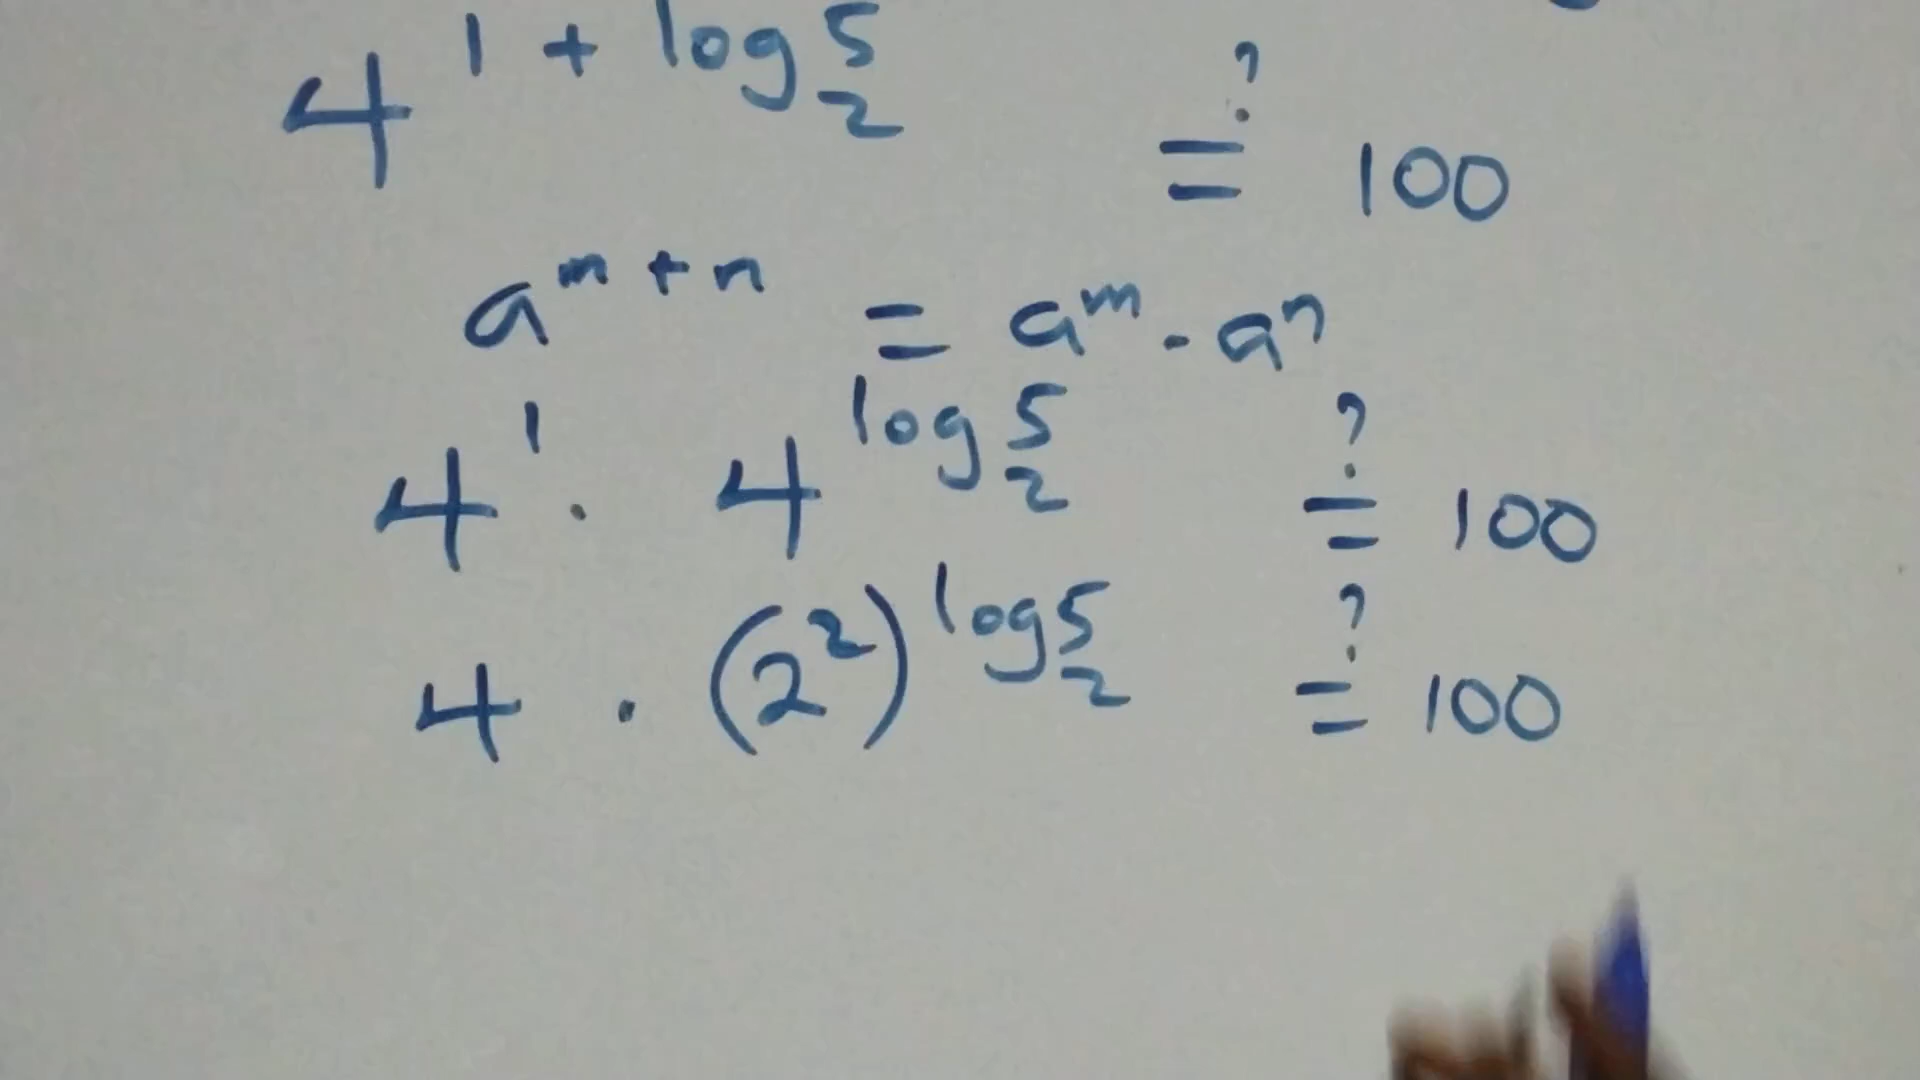 4^{1 + log_2 5} ?= 100
a^{m + n} = a^m . a^n
4^1 . 4^{log_2 5} ?= 100
4 . (2^2)^{log_2 5} ?= 100